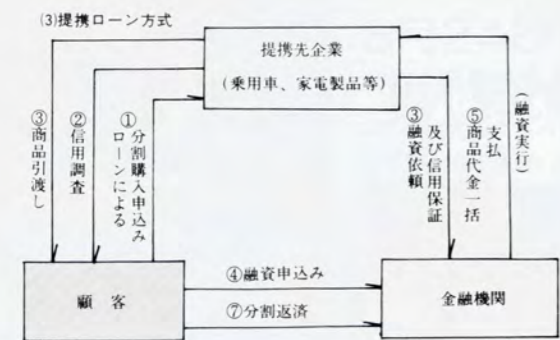 (3)提携ローン方式
提携先企業
(乗用車、家電製品等)
③商品引渡し
②信用調査
①分割購入申込み
ローンによる
③融資依頼
及び信用保証
⑤商品代金一括
支払
(融資実行)
顧客
④融資申込み
⑦分割返済
金融機関